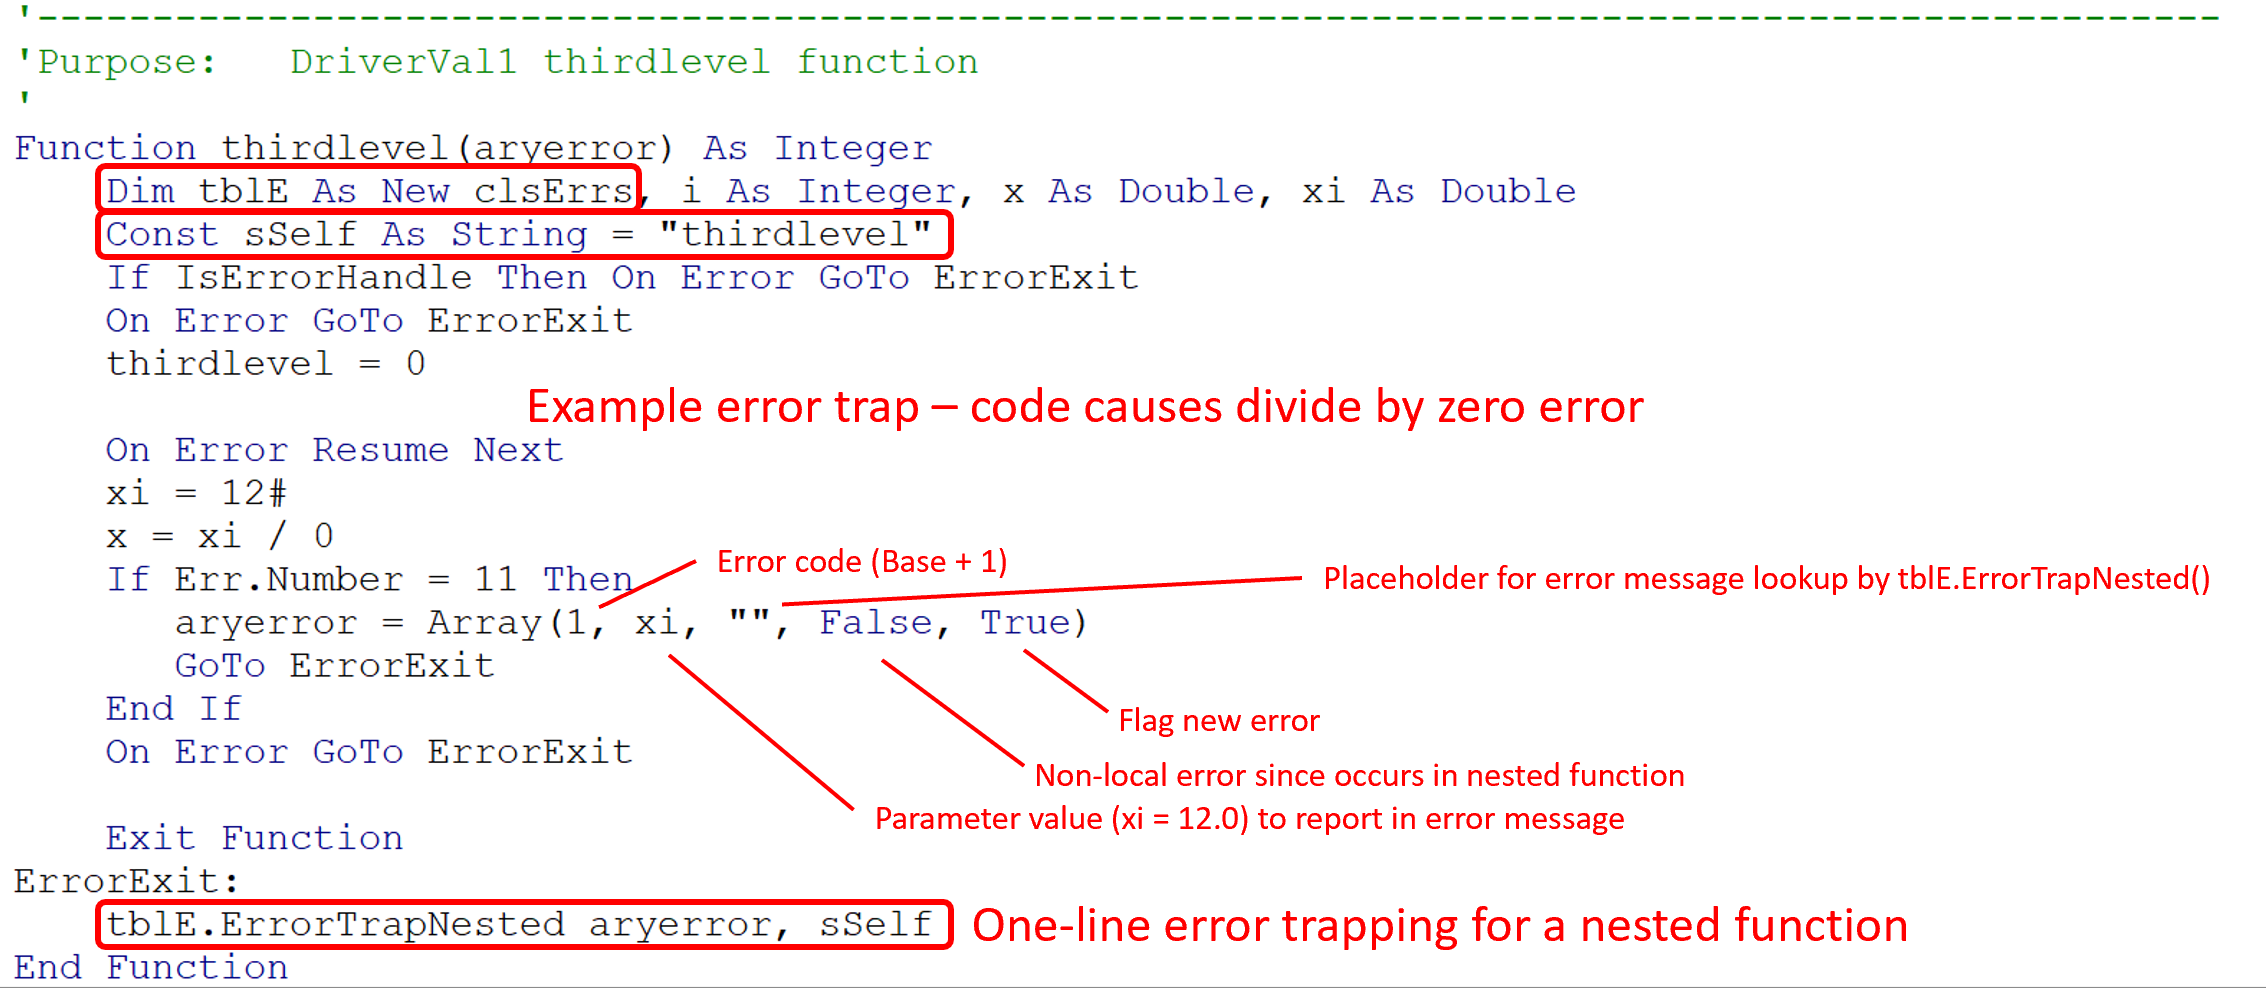 '-----------------------------------------------------------------------------------------------
'Purpose:   DriverVal1 thirdlevel function
'
Function thirdlevel(aryerror) As Integer
    Dim tblE As New clsErrs, i As Integer, x As Double, xi As Double
    Const sSelf As String = "thirdlevel"
    If IsErrorHandle Then On Error GoTo ErrorExit
    On Error GoTo ErrorExit
    thirdlevel = 0
Example error trap – code causes divide by zero error
    On Error Resume Next
    xi = 12#
    x = xi / 0
Error code (Base + 1)
    If Err.Number = 11 Then
Placeholder for error message lookup by tblE.ErrorTrapNested()
       aryerror = Array(1, xi, "", False, True)
       GoTo ErrorExit
    End If
Flag new error
    On Error GoTo ErrorExit
Non-local error since occurs in nested function
Parameter value (xi = 12.0) to report in error message
    Exit Function
ErrorExit:
    tblE.ErrorTrapNested aryerror, sSelf
One-line error trapping for a nested function
End Function